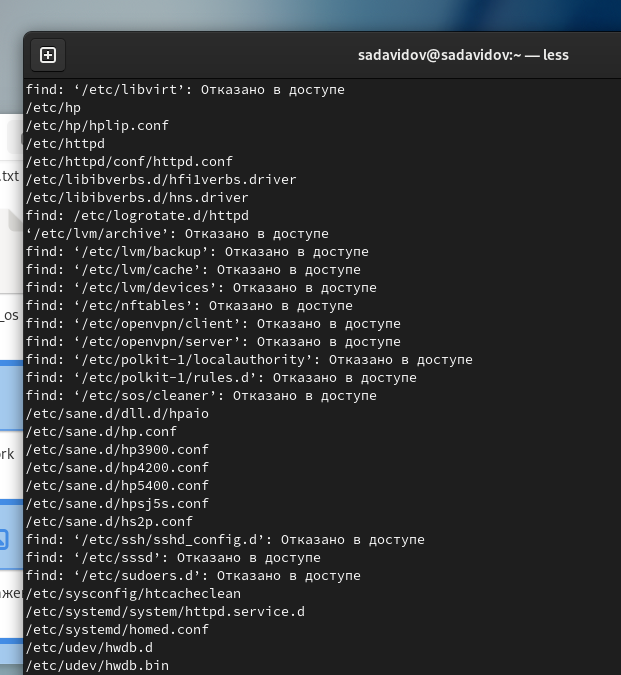 sadavidov@sadavidov:~ — less
find: ‘/etc/libvirt’: Отказано в доступе
/etc/hp
/etc/hp/hplip.conf
/etc/httpd
/etc/httpd/conf/httpd.conf
/etc/libibverbs.d/hfi1verbs.driver
/etc/libibverbs.d/hns.driver
find: /etc/logrotate.d/httpd
‘/etc/lvm/archive’: Отказано в доступе
find: ‘/etc/lvm/backup’: Отказано в доступе
find: ‘/etc/lvm/cache’: Отказано в доступе
find: ‘/etc/lvm/devices’: Отказано в доступе
find: ‘/etc/nftables’: Отказано в доступе
find: ‘/etc/openvpn/client’: Отказано в доступе
find: ‘/etc/openvpn/server’: Отказано в доступе
find: ‘/etc/polkit-1/localauthority’: Отказано в доступе
find: ‘/etc/polkit-1/rules.d’: Отказано в доступе
find: ‘/etc/sos/cleaner’: Отказано в доступе
/etc/sane.d/dll.d/hpaio
/etc/sane.d/hp.conf
/etc/sane.d/hp3900.conf
/etc/sane.d/hp4200.conf
/etc/sane.d/hp5400.conf
/etc/sane.d/hpsj5s.conf
/etc/sane.d/hs2p.conf
find: ‘/etc/ssh/sshd_config.d’: Отказано в доступе
find: ‘/etc/sssd’: Отказано в доступе
find: ‘/etc/sudoers.d’: Отказано в доступе
/etc/sysconfig/htcacheclean
/etc/systemd/system/httpd.service.d
/etc/systemd/homed.conf
/etc/udev/hwdb.d
/etc/udev/hwdb.bin
.txt
_os